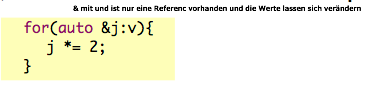 & mit und ist nur eine Referenc vorhanden und die Werte lassen sich verändern
for(auto &j:v){
j *= 2;
}